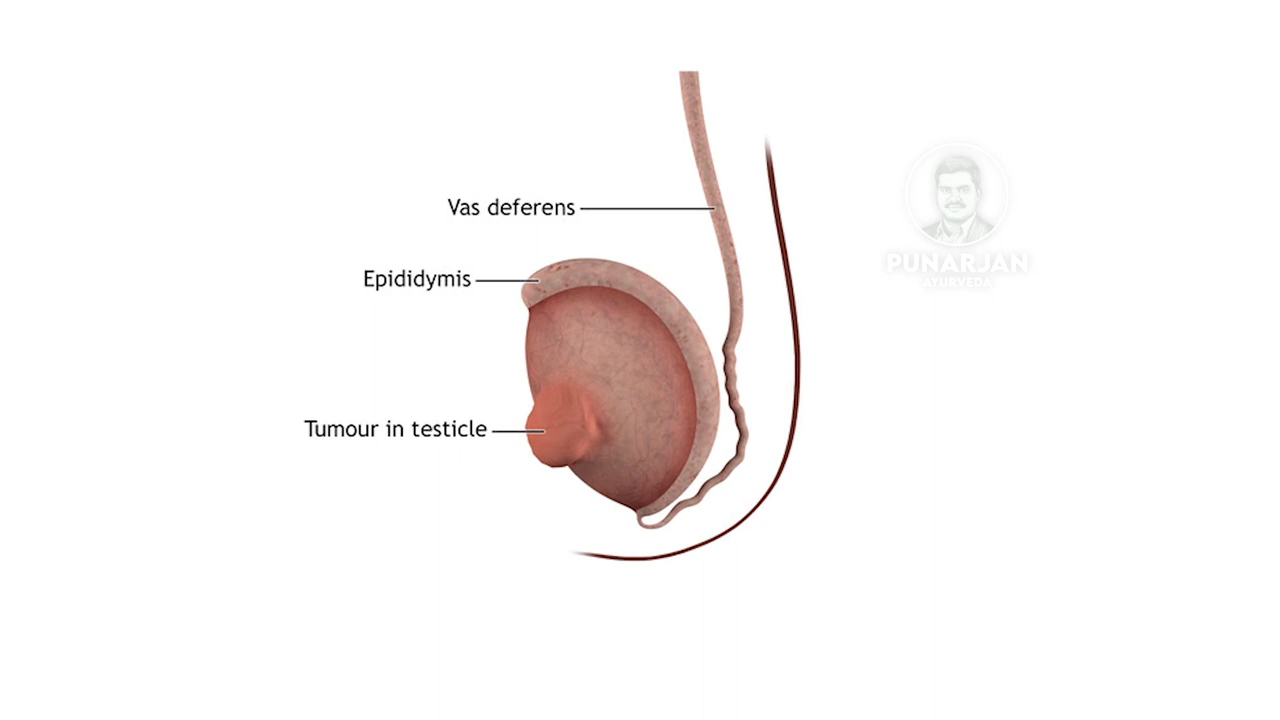 Vas deferens
Epididymis
Tumour in testicle
PUNARJAN
AYURVEDA